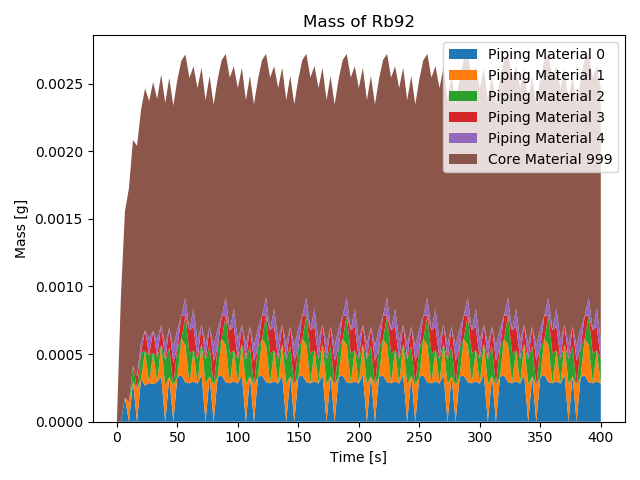 Mass of Rb92
Piping Material 0
Piping Material 1
Piping Material 2
Piping Material 3
Piping Material 4
Core Material 999
Mass [g]
0.0025
0.0020
0.0015
0.0010
0.0005
0.0000
0 50 100 150 200 250 300 350 400
Time [s]